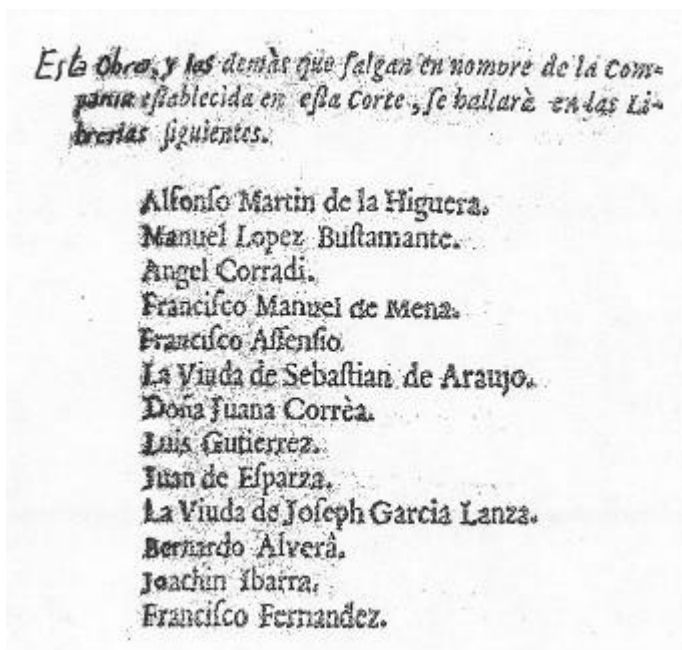 Esta Obra, y las demàs que ſalgan en nombre de la Com-
pañia eſtablecida en eſta Corte, ſe hallarà en las Li-
brerias ſiguientes.
Alfonſo Martin de la Higuera.
Manuel Lopez Buſtamante.
Angel Corradi.
Franciſco Manuel de Mena.
Franciſco Aſſenſio
La Viuda de Sebaſtian de Araujo.
Doña Juana Corrèa.
Luis Gutierrez.
Juan de Eſparza.
La Viuda de Joſeph Garcia Lanza.
Bernardo Alverà.
Joachin Ibarra.
Franciſco Fernandez.